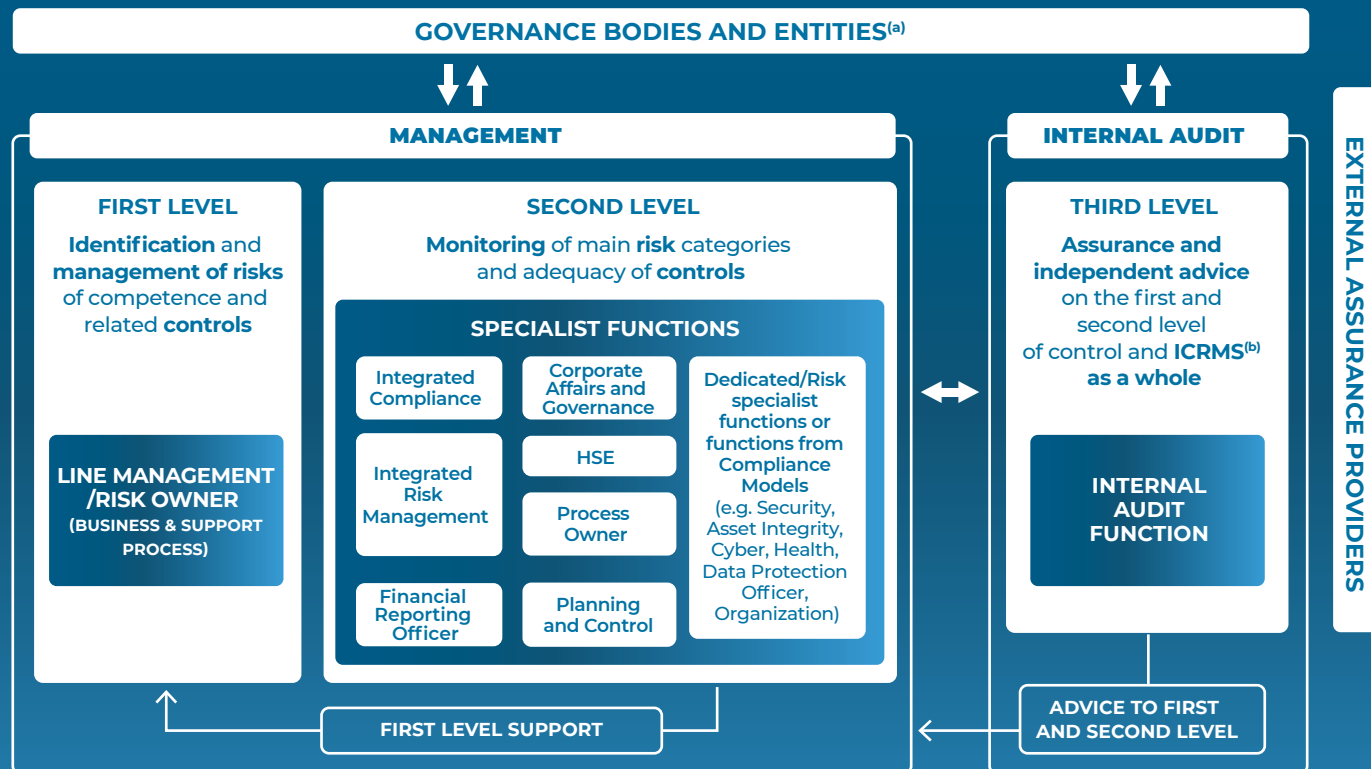 GOVERNANCE BODIES AND ENTITIES(a)
MANAGEMENT
FIRST LEVEL
Identification and
management of risks
of competence and
related controls
LINE MANAGEMENT
/RISK OWNER
(BUSINESS & SUPPORT
PROCESS)
SECOND LEVEL
Monitoring of main risk categories
and adequacy of controls
SPECIALIST FUNCTIONS
Integrated
Compliance
Integrated
Risk
Management
Financial
Reporting
Officer
Corporate
Affairs and
Governance
HSE
Process
Owner
Planning
and Control
Dedicated/Risk
specialist
functions or
functions from
Compliance
Models
(e.g. Security,
Asset Integrity,
Cyber, Health,
Data Protection
Officer,
Organization)
FIRST LEVEL SUPPORT
INTERNAL AUDIT
THIRD LEVEL
Assurance and
independent advice
on the first and
second level
of control and ICRMS(b)
as a whole
INTERNAL
AUDIT
FUNCTION
ADVICE TO FIRST
AND SECOND LEVEL
EXTERNAL ASSURANCE PROVIDERS